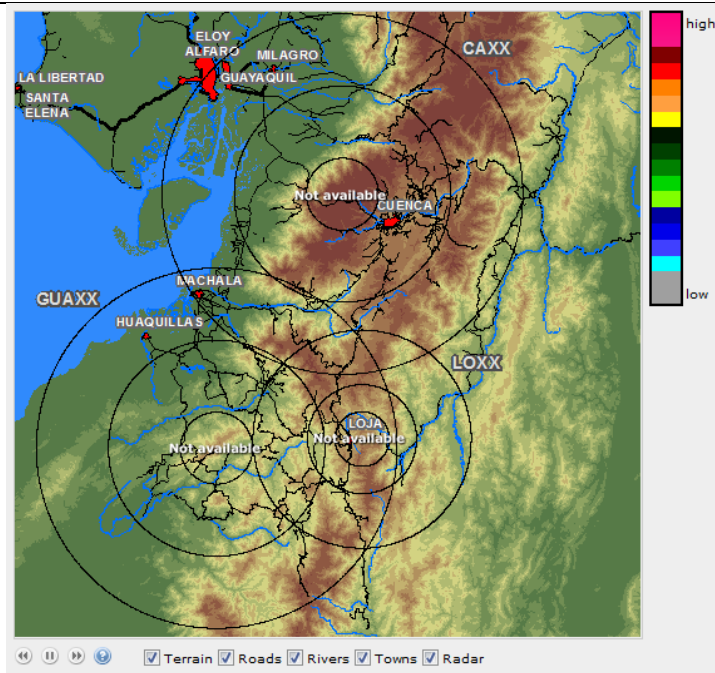 high
ELOY
ALFARO
CAXX
MILAGRO
LA LIBERTAD
GUAYAQUIL
SANTA
ELENA
Not available
CUENCA
MACHALA
GUAXX
HUAQUILLAS
low
LOXX
LOJA
Not available
Not available
Terrain Roads Rivers Towns Radar